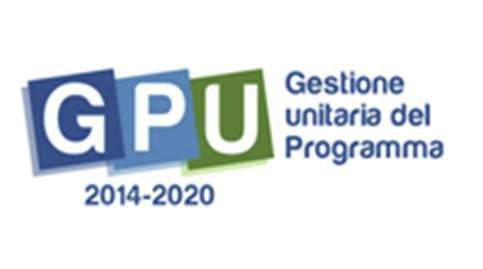 GPU
Gestione
unitaria del
Programma
2014-2020